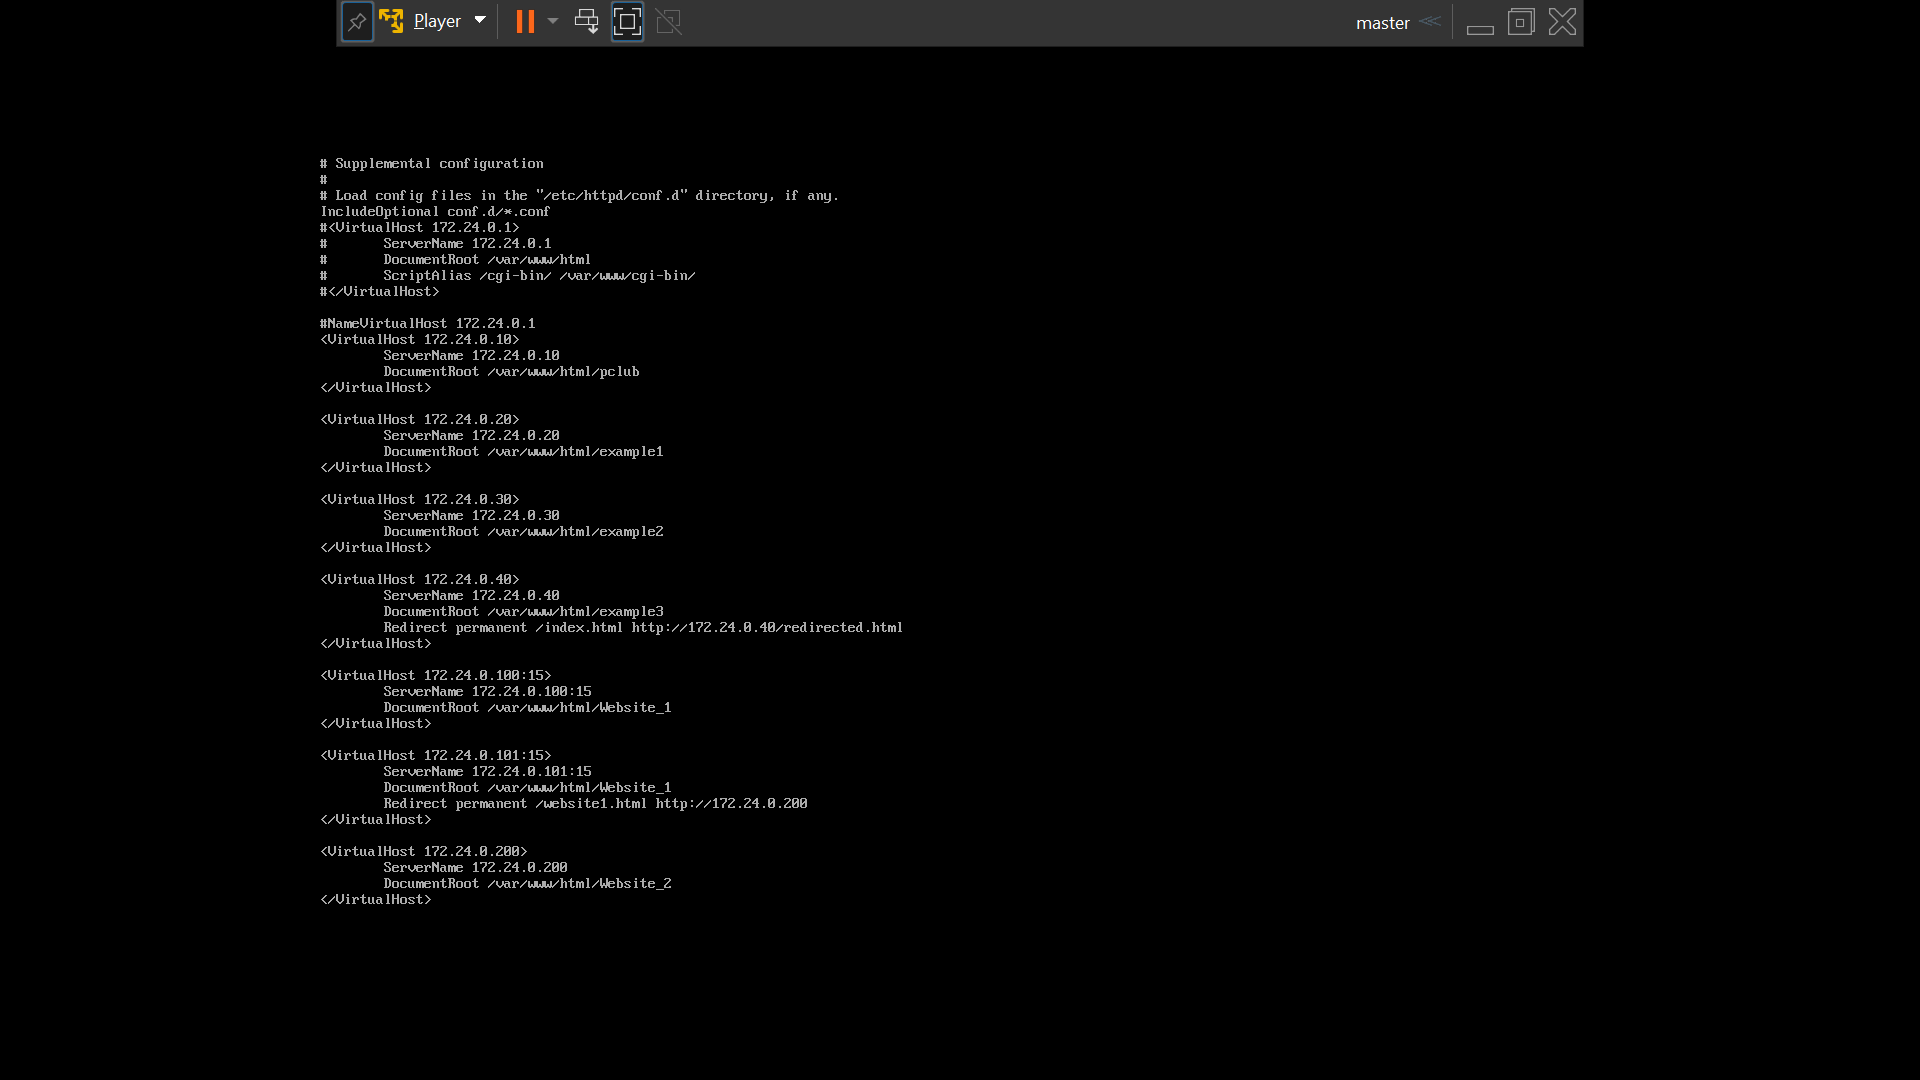 Player
master
# Supplemental configuration
#
# Load config files in the "/etc/httpd/conf.d" directory, if any.
IncludeOptional conf.d/*.conf
#<VirtualHost 172.24.0.1>
#       ServerName 172.24.0.1
#       DocumentRoot /var/www/html
#       ScriptAlias /cgi-bin/ /var/www/cgi-bin/
#</VirtualHost>
#NameVirtualHost 172.24.0.1
<VirtualHost 172.24.0.10>
        ServerName 172.24.0.10
        DocumentRoot /var/www/html/pclub
</VirtualHost>
<VirtualHost 172.24.0.20>
        ServerName 172.24.0.20
        DocumentRoot /var/www/html/example1
</VirtualHost>
<VirtualHost 172.24.0.30>
        ServerName 172.24.0.30
        DocumentRoot /var/www/html/example2
</VirtualHost>
<VirtualHost 172.24.0.40>
        ServerName 172.24.0.40
        DocumentRoot /var/www/html/example3
        Redirect permanent /index.html http://172.24.0.40/redirected.html
</VirtualHost>
<VirtualHost 172.24.0.100:15>
        ServerName 172.24.0.100:15
        DocumentRoot /var/www/html/Website_1
</VirtualHost>
<VirtualHost 172.24.0.101:15>
        ServerName 172.24.0.101:15
        DocumentRoot /var/www/html/Website_1
        Redirect permanent /website1.html http://172.24.0.200
</VirtualHost>
<VirtualHost 172.24.0.200>
        ServerName 172.24.0.200
        DocumentRoot /var/www/html/Website_2
</VirtualHost>